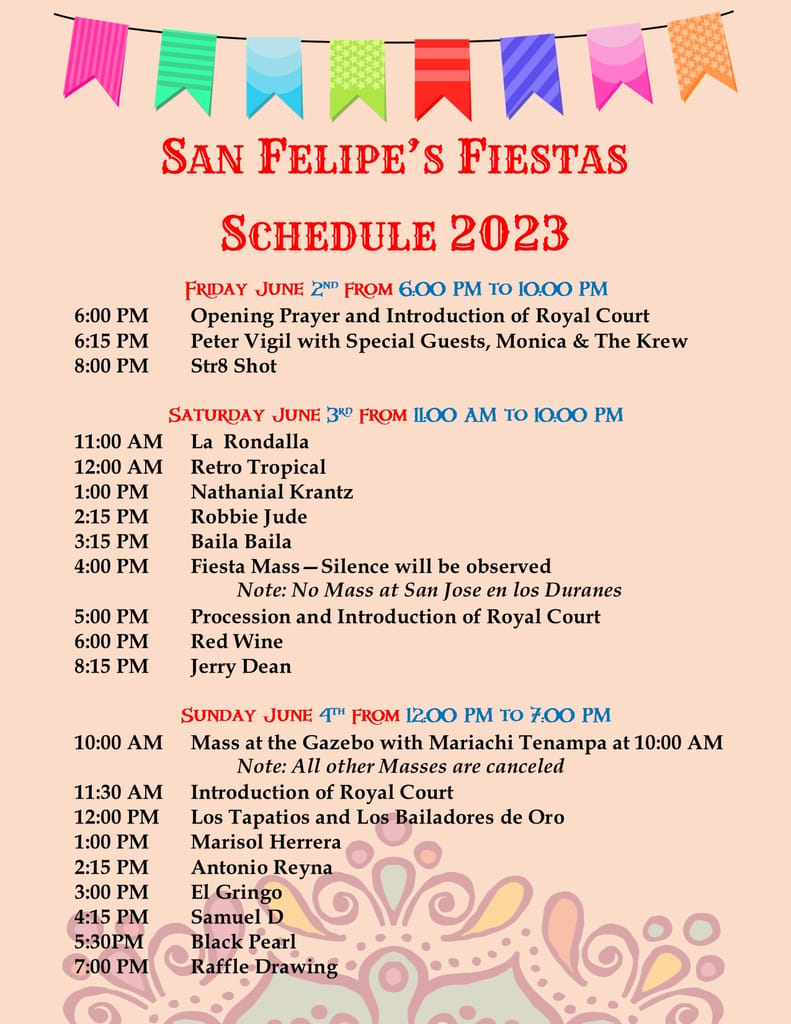 San Felipe's Fiestas
Schedule 2023
Friday June 2nd from 6:00 PM to 10:00 PM
6:00 PM Opening Prayer and Introduction of Royal Court
6:15 PM Peter Vigil with Special Guests, Monica & The Krew
8:00 PM Str8 Shot
Saturday June 3rd from 11:00 AM to 10:00 PM
11:00 AM La Rondalla
12:00 AM Retro Tropical
1:00 PM Nathanial Krantz
2:15 PM Robbie Jude
3:15 PM Baila Baila
4:00 PM Fiesta Mass—Silence will be observed
Note: No Mass at San Jose en los Duranes
5:00 PM Procession and Introduction of Royal Court
6:00 PM Red Wine
8:15 PM Jerry Dean
Sunday June 4th from 12:00 PM to 7:00 PM
10:00 AM Mass at the Gazebo with Mariachi Tenampa at 10:00 AM
Note: All other Masses are canceled
11:30 AM Introduction of Royal Court
12:00 PM Los Tapatios and Los Bailadores de Oro
1:00 PM Marisol Herrera
2:15 PM Antonio Reyna
3:00 PM El Gringo
4:15 PM Samuel D
5:30PM Black Pearl
7:00 PM Raffle Drawing